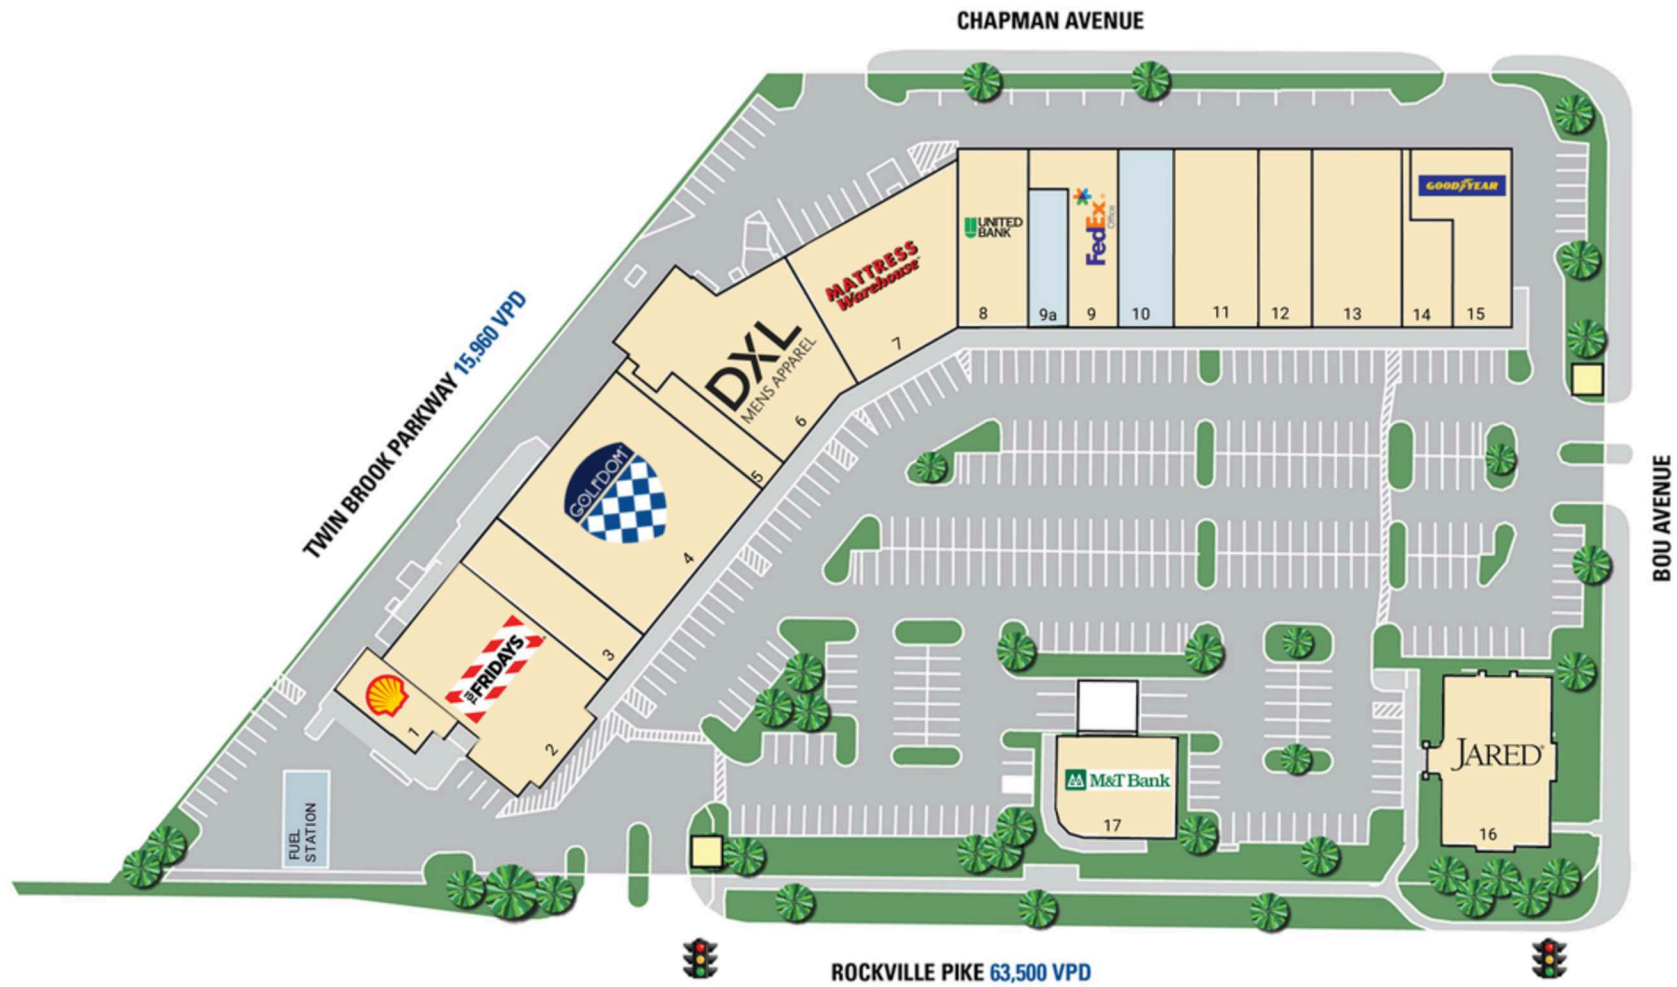 CHAPMAN AVENUE
TWIN BROOK PARKWAY 15,960 VPD
BOU AVENUE
ROCKVILLE PIKE 63,500 VPD
UNITED
BANK
8
9a
FedEx
Office
9
10
11
12
13
14
GOODYEAR
15
MATTRESS
Warehouse
7
DXL
MENS APPAREL
6
5
GOLFDOM
4
3
TGI FRIDAYS
2
1
FUEL
STATION
M&T Bank
17
JARED
16